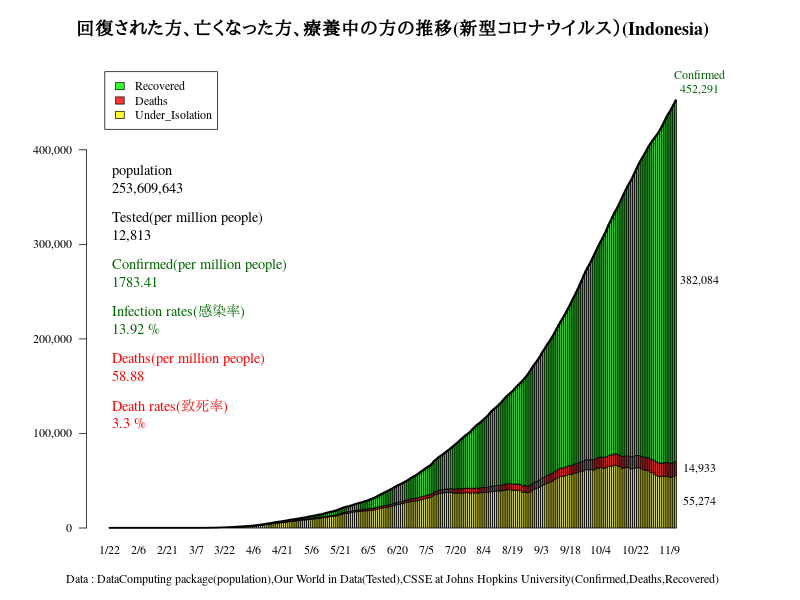 回復された方、亡くなった方、療養中の方の推移(新型コロナウイルス）(Indonesia)
Confirmed
452,291
Recovered
Deaths
Under_Isolation
400,000
300,000
200,000
100,000
0
population
253,609,643
Tested(per million people)
12,813
Confirmed(per million people)
1783.41
Infection rates(感染率)
13.92 %
Deaths(per million people)
58.88
Death rates(致死率)
3.3 %
382,084
14,933
55,274
1/22 2/6 2/21 3/7 3/22 4/6 4/21 5/6 5/21 6/5 6/20 7/5 7/20 8/4 8/19 9/3 9/18 10/4 10/22 11/9
Data : DataComputing package(population),Our World in Data(Tested),CSSE at Johns Hopkins University(Confirmed,Deaths,Recovered)